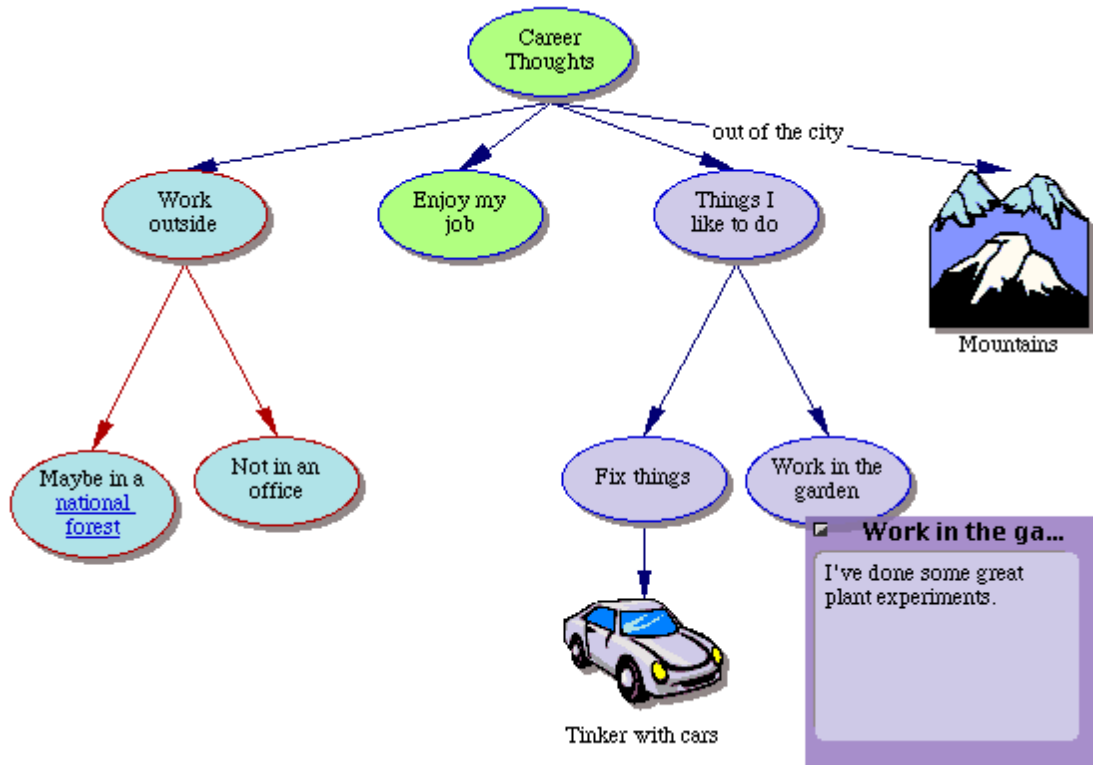 Career
Thoughts
out of the city
Work
outside
Enjoy my
job
Things I
like to do
Mountains
Maybe in a
national
forest
Not in an
office
Fix things
Work in the
garden
Work in the ga...
I've done some great
plant experiments.
Tinker with cars